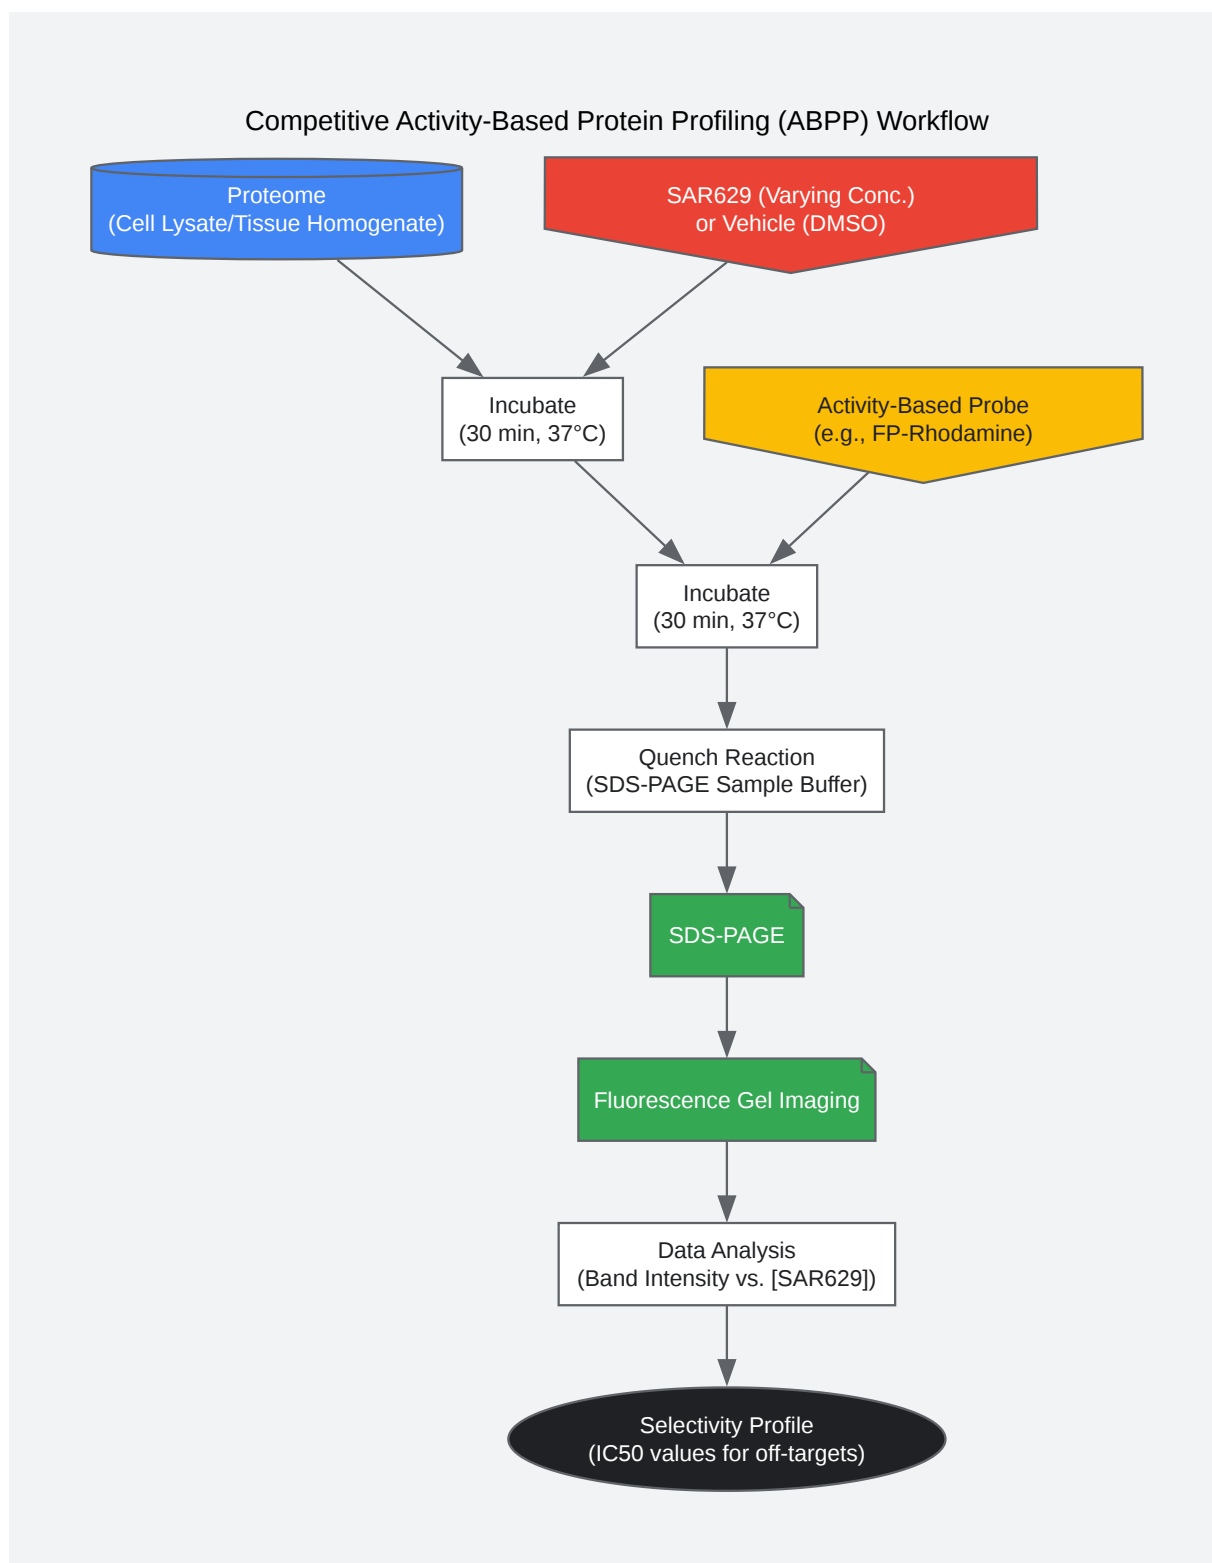 Competitive Activity-Based Protein Profiling (ABPP) Workflow
Proteome
(Cell Lysate/Tissue Homogenate)
SAR629 (Varying Conc.)
or Vehicle (DMSO)
Incubate
(30 min, 37°C)
Activity-Based Probe
(e.g., FP-Rhodamine)
Incubate
(30 min, 37°C)
Quench Reaction
(SDS-PAGE Sample Buffer)
SDS-PAGE
Fluorescence Gel Imaging
Data Analysis
(Band Intensity vs. [SAR629])
Selectivity Profile
(IC50 values for off-targets)